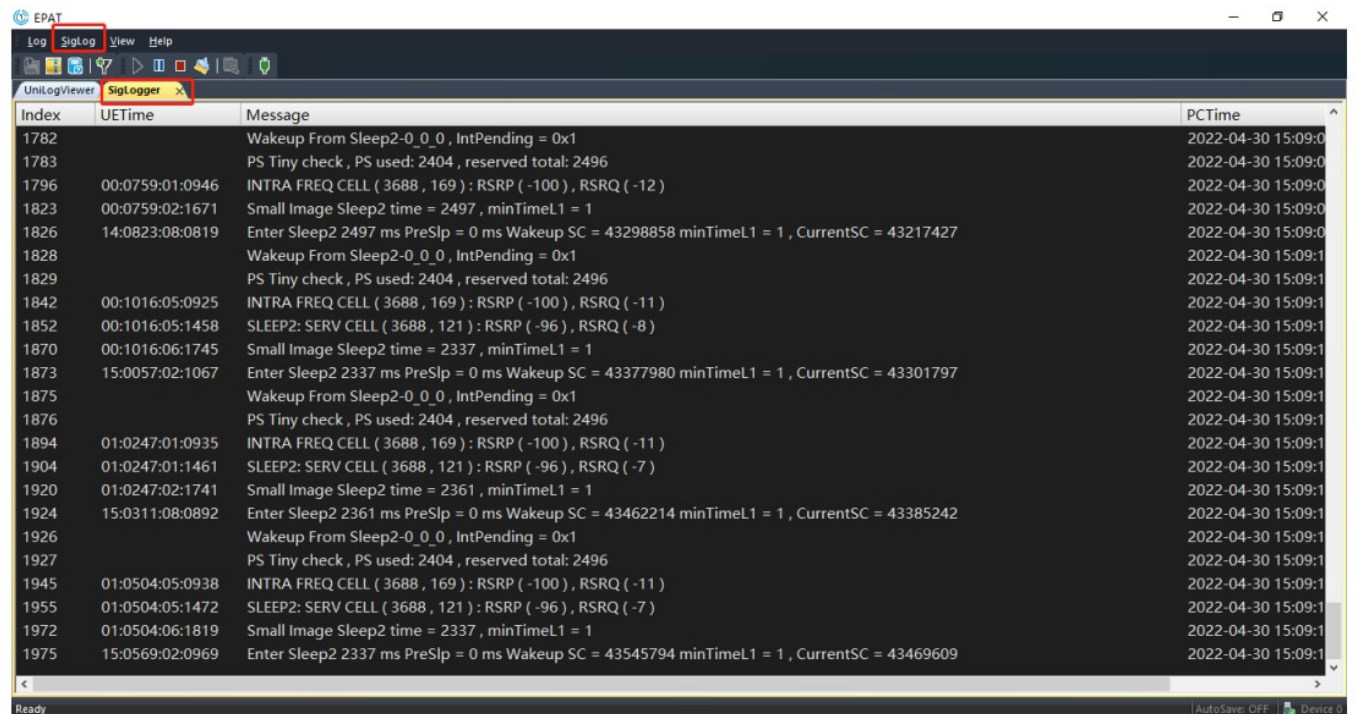 EPAT
Log SigLog View Help
UniLogViewer SigLogger
Index UETime Message PCTime
1782 Wakeup From Sleep2-0_0_0 , IntPending = 0x1 2022-04-30 15:09:0
1783 PS Tiny check , PS used: 2404 , reserved total: 2496 2022-04-30 15:09:0
1796 00:0759:01:0946 INTRA FREQ CELL ( 3688 , 169 ) : RSRP ( -100 ) , RSRQ ( -12 ) 2022-04-30 15:09:0
1823 00:0759:02:1671 Small Image Sleep2 time = 2497 , minTimeL1 = 1 2022-04-30 15:09:0
1826 14:0823:08:0819 Enter Sleep2 2497 ms PreSlp = 0 ms Wakeup SC = 43298858 minTimeL1 = 1 , CurrentSC = 43217427 2022-04-30 15:09:0
1828 Wakeup From Sleep2-0_0_0 , IntPending = 0x1 2022-04-30 15:09:1
1829 PS Tiny check , PS used: 2404 , reserved total: 2496 2022-04-30 15:09:1
1842 00:1016:05:0925 INTRA FREQ CELL ( 3688 , 169 ) : RSRP ( -100 ) , RSRQ ( -11 ) 2022-04-30 15:09:1
1852 00:1016:05:1458 SLEEP2: SERV CELL ( 3688 , 121 ) : RSRP ( -96 ) , RSRQ ( -8 ) 2022-04-30 15:09:1
1870 00:1016:06:1745 Small Image Sleep2 time = 2337 , minTimeL1 = 1 2022-04-30 15:09:1
1873 15:0057:02:1067 Enter Sleep2 2337 ms PreSlp = 0 ms Wakeup SC = 43377980 minTimeL1 = 1 , CurrentSC = 43301797 2022-04-30 15:09:1
1875 Wakeup From Sleep2-0_0_0 , IntPending = 0x1 2022-04-30 15:09:1
1876 PS Tiny check , PS used: 2404 , reserved total: 2496 2022-04-30 15:09:1
1894 01:0247:01:0935 INTRA FREQ CELL ( 3688 , 169 ) : RSRP ( -100 ) , RSRQ ( -11 ) 2022-04-30 15:09:1
1904 01:0247:01:1461 SLEEP2: SERV CELL ( 3688 , 121 ) : RSRP ( -96 ) , RSRQ ( -7 ) 2022-04-30 15:09:1
1920 01:0247:02:1741 Small Image Sleep2 time = 2361 , minTimeL1 = 1 2022-04-30 15:09:1
1924 15:0311:08:0892 Enter Sleep2 2361 ms PreSlp = 0 ms Wakeup SC = 43462214 minTimeL1 = 1 , CurrentSC = 43385242 2022-04-30 15:09:1
1926 Wakeup From Sleep2-0_0_0 , IntPending = 0x1 2022-04-30 15:09:1
1927 PS Tiny check , PS used: 2404 , reserved total: 2496 2022-04-30 15:09:1
1945 01:0504:05:0938 INTRA FREQ CELL ( 3688 , 169 ) : RSRP ( -100 ) , RSRQ ( -11 ) 2022-04-30 15:09:1
1955 01:0504:05:1472 SLEEP2: SERV CELL ( 3688 , 121 ) : RSRP ( -96 ) , RSRQ ( -7 ) 2022-04-30 15:09:1
1972 01:0504:06:1819 Small Image Sleep2 time = 2337 , minTimeL1 = 1 2022-04-30 15:09:1
1975 15:0569:02:0969 Enter Sleep2 2337 ms PreSlp = 0 ms Wakeup SC = 43545794 minTimeL1 = 1 , CurrentSC = 43469609 2022-04-30 15:09:1
Ready AutoSave: OFF Device 0